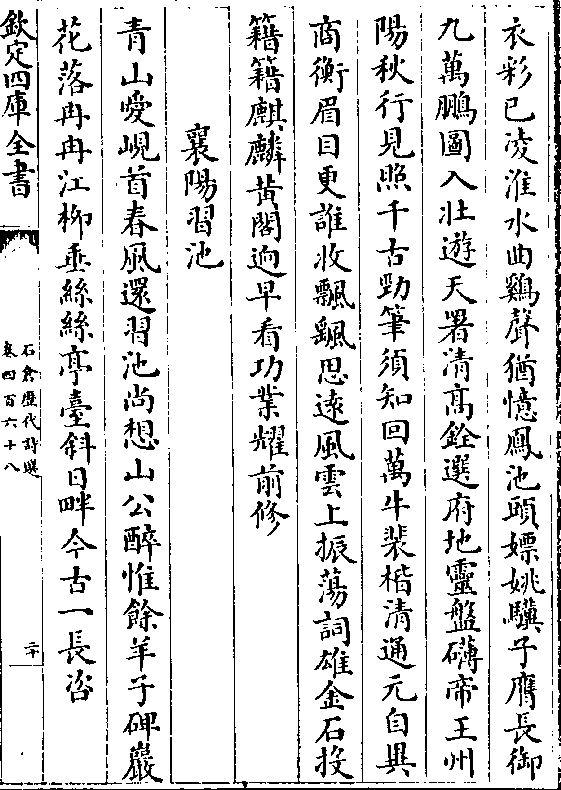 衣彩已凌淮水曲鷄聲猶憶鳳池頭嫖姚驥子膺長御
九萬鵬圖入壯遊天署清髙銓選府地靈盤礴帝王州
陽秋行見照千古勁筆須知回萬牛裴楷清通元自異
商衡眉目更誰收飄飄思遠風雲上振蕩詞雄金石投
籍籍麒麟黄閣逈早看功業耀前修
襄陽習池
青山愛峴首春風還習池尚想山公醉惟餘羊子碑巖
花落冉冉江柳垂絲絲亭臺斜日畔今古一長咨
欽定四庫全書
石倉歷代詩選
卷四百六十八
二十